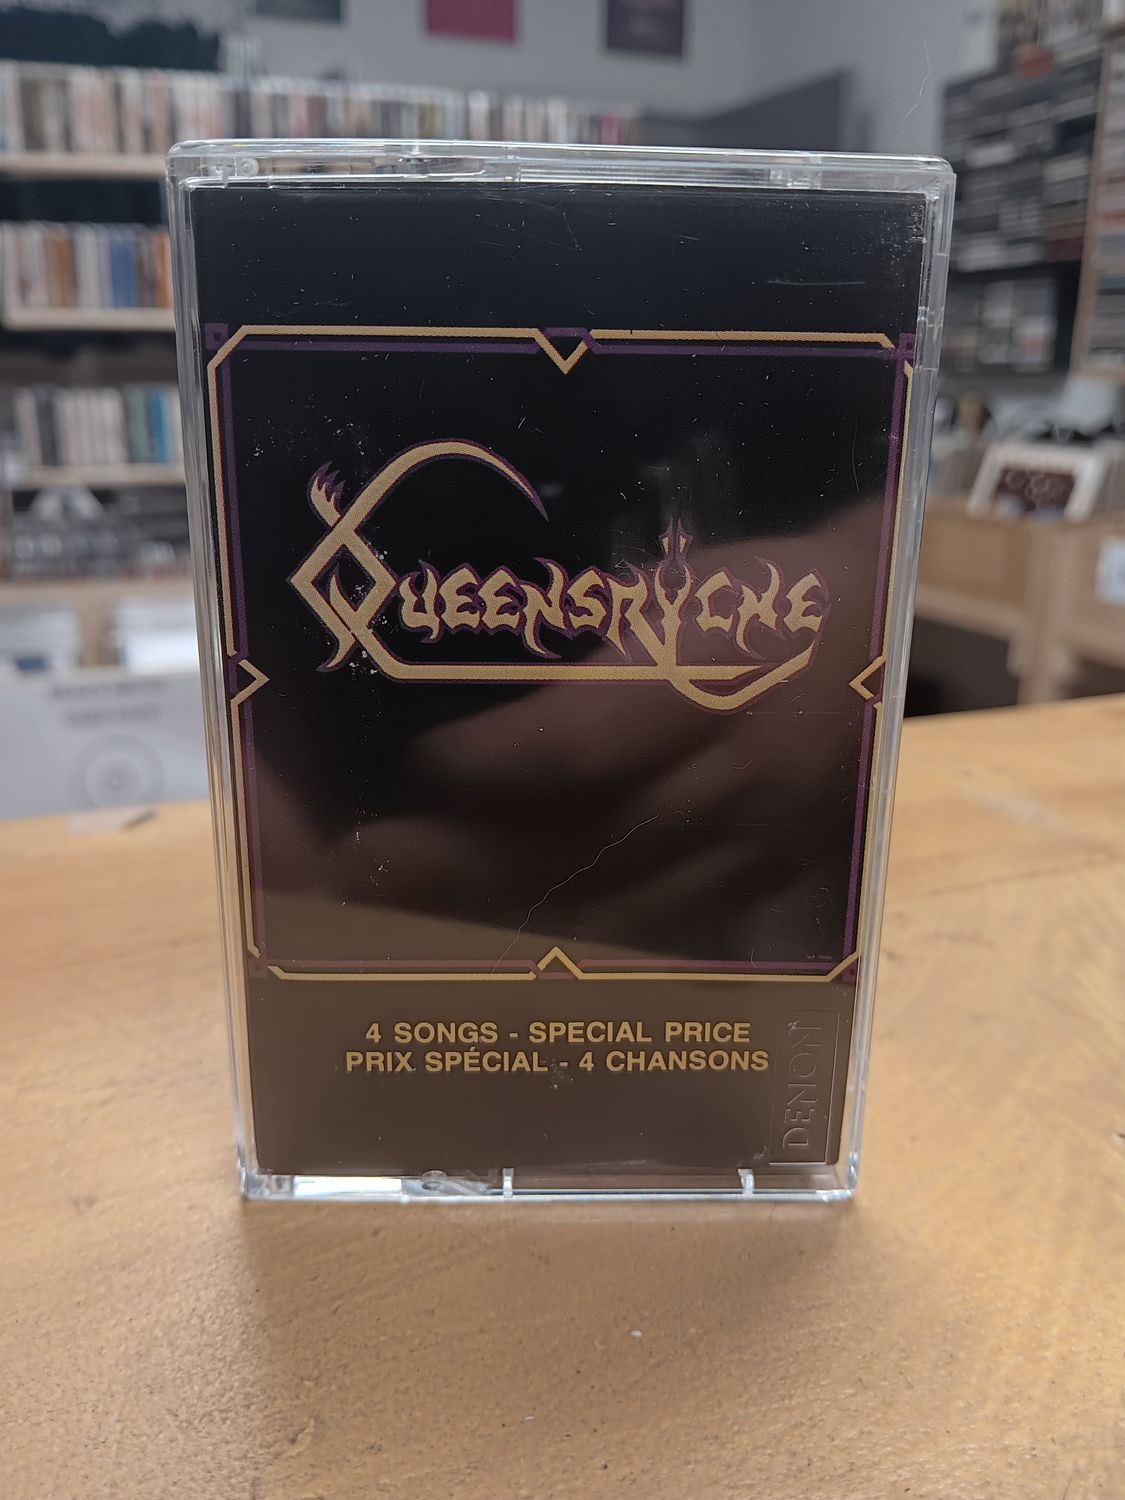 QUEENSRŸCHE
4 SONGS - SPECIAL PRICE
PRIX SPÉCIAL - 4 CHANSONS
DENON